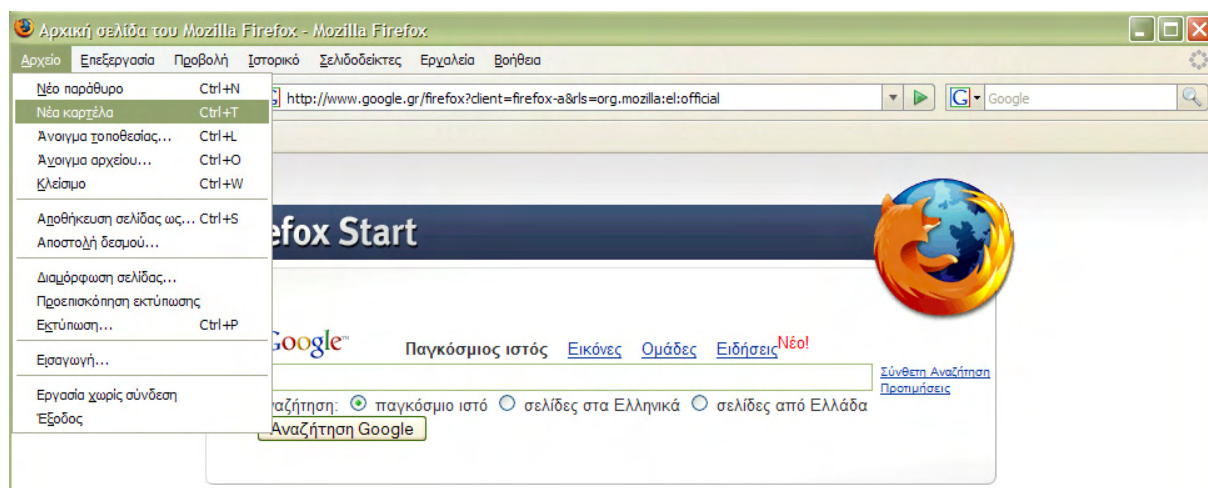 Αρχική σελίδα του Mozilla Firefox - Mozilla Firefox
Αρχείο Επεξεργασία Προβολή Ιστορικό Σελιδοδείκτες Εργαλεία Βοήθεια
http://www.google.gr/firefox?client=firefox-a&rls=org.mozilla:el:official G Google
Νέο παράθυρο Ctrl+N
Νέα καρτέλα Ctrl+T
Άνοιγμα τοποθεσίας... Ctrl+L
Άνοιγμα αρχείου... Ctrl+O
Κλείσιμο Ctrl+W
Αποθήκευση σελίδας ως... Ctrl+S
Αποστολή δεσμού...
Διαμόρφωση σελίδας...
Προεπισκόπηση εκτύπωσης
Εκτύπωση... Ctrl+P
Εισαγωγή...
Εργασία χωρίς σύνδεση
Έξοδος
efox Start
Google™ Παγκόσμιος ιστός Εικόνες Ομάδες Ειδήσεις Νέο!
Σύνθετη Αναζήτηση
Προτιμήσεις
αζήτηση: παγκόσμιο ιστό σελίδες στα Ελληνικά σελίδες από Ελλάδα
Αναζήτηση Google